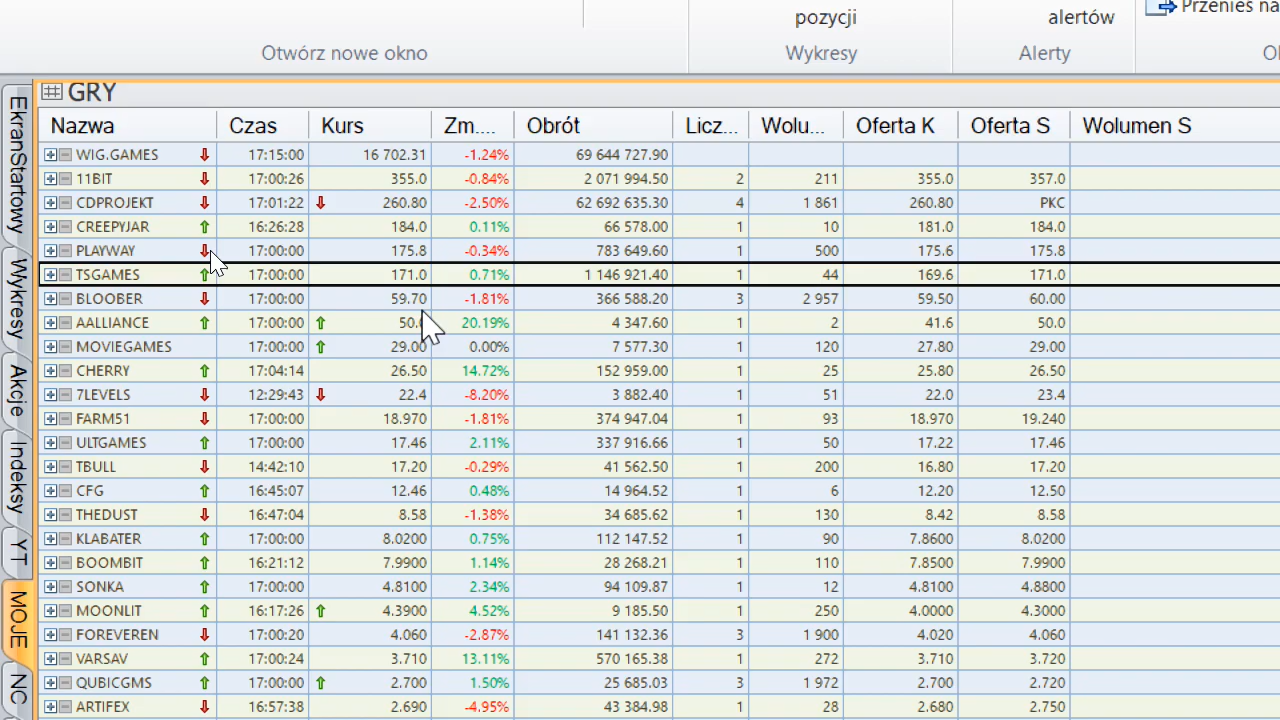 pozycji alertów Przenieś na
Otwórz nowe okno Wykresy Alerty
GRY
Nazwa Czas Kurs Zm.... Obrót Licz... Wolu... Oferta K Oferta S Wolumen S
WIG.GAMES 17:15:00 16 702.31 -1.24% 69 644 727.90
11BIT 17:00:26 355.0 -0.84% 2 071 994.50 2 211 355.0 357.0
CDPROJEKT 17:01:22 260.80 -2.50% 62 692 635.30 4 1 861 260.80 PKC
CREEPYJAR 16:26:28 184.0 0.11% 66 578.00 1 10 181.0 184.0
PLAYWAY 17:00:00 175.8 -0.34% 783 649.60 1 500 175.6 175.8
TSGAMES 17:00:00 171.0 0.71% 1 146 921.40 1 44 169.6 171.0
BLOOBER 17:00:00 59.70 -1.81% 366 588.20 3 2 957 59.50 60.00
AALLIANCE 17:00:00 50. 20.19% 4 347.60 1 2 41.6 50.0
MOVIEGAMES 17:00:00 29.00 0.00% 7 577.30 1 120 27.80 29.00
CHERRY 17:04:14 26.50 14.72% 152 959.00 1 25 25.80 26.50
7LEVELS 12:29:43 22.4 -8.20% 3 882.40 1 51 22.0 23.4
FARM51 17:00:00 18.970 -1.81% 374 947.04 1 93 18.970 19.240
ULTGAMES 17:00:00 17.46 2.11% 337 916.66 1 50 17.22 17.46
TBULL 14:42:10 17.20 -0.29% 41 562.50 1 200 16.80 17.20
CFG 16:45:07 12.46 0.48% 14 964.52 1 6 12.20 12.50
THEDUST 16:47:04 8.58 -1.38% 34 685.62 1 130 8.42 8.58
KLABATER 17:00:00 8.0200 0.75% 112 147.52 1 90 7.8600 8.0200
BOOMBIT 16:21:12 7.9900 1.14% 28 268.21 1 110 7.8500 7.9900
SONKA 17:00:00 4.8100 2.34% 94 109.87 1 12 4.8100 4.8800
MOONLIT 16:17:26 4.3900 4.52% 9 185.50 1 250 4.0000 4.3000
FOREVEREN 17:00:20 4.060 -2.87% 141 132.36 3 1 900 4.020 4.060
VARSAV 17:00:24 3.710 13.11% 570 165.38 1 272 3.710 3.720
QUBICGMS 17:00:00 2.700 1.50% 25 685.03 3 1 972 2.700 2.720
ARTIFEX 16:57:38 2.690 -4.95% 43 384.98 1 28 2.680 2.750
EkranStartowy
Wykresy
Akcje
Indeksy
YT
MOJE
NC